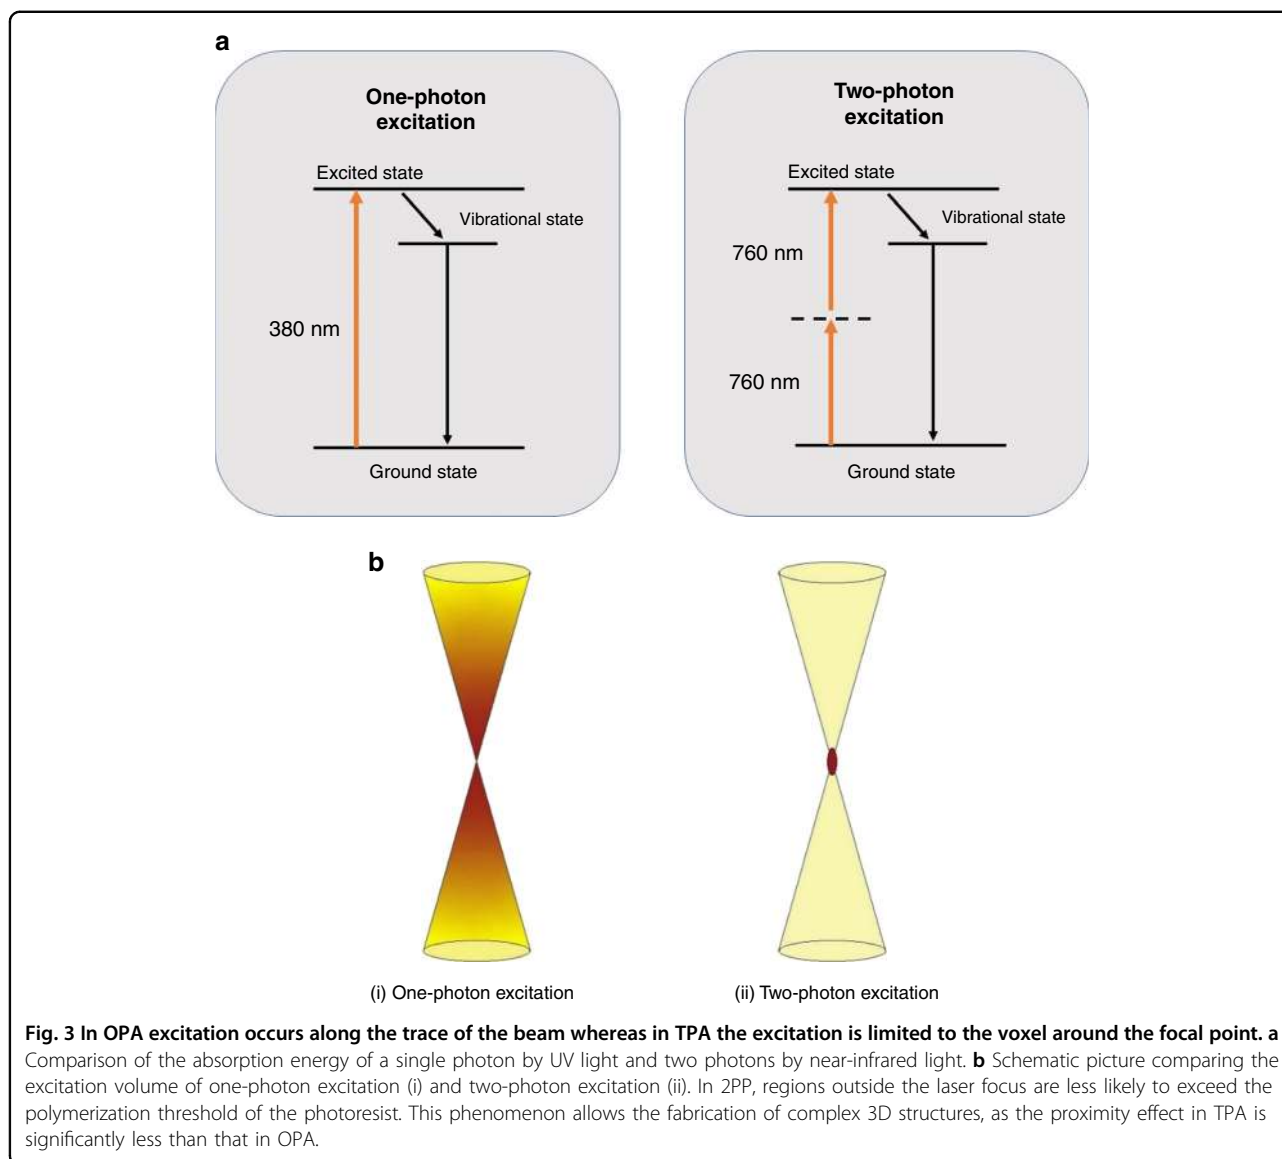 a
One-photon
excitation
Excited state
Vibrational state
380 nm
Ground state
Two-photon
excitation
Excited state
Vibrational state
760 nm
760 nm
Ground state
b
(i) One-photon excitation
(ii) Two-photon excitation
Fig. 3 In OPA excitation occurs along the trace of the beam whereas in TPA the excitation is limited to the voxel around the focal point. a
Comparison of the absorption energy of a single photon by UV light and two photons by near-infrared light. b Schematic picture comparing the
excitation volume of one-photon excitation (i) and two-photon excitation (ii). In 2PP, regions outside the laser focus are less likely to exceed the
polymerization threshold of the photoresist. This phenomenon allows the fabrication of complex 3D structures, as the proximity effect in TPA is
significantly less than that in OPA.